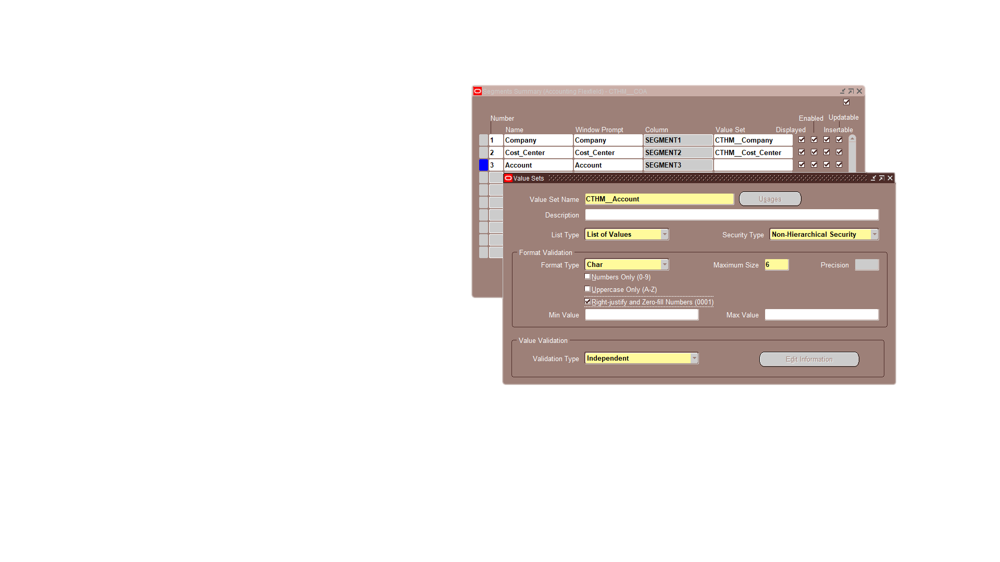 Segments Summary (Accounting Flexfield) - CTHM__COA
Number Enabled Updatable
Name Window Prompt Column Value Set Displayed Insertable
1 Company Company SEGMENT1 CTHM__Company
2 Cost_Center Cost_Center SEGMENT2 CTHM__Cost_Center
3 Account Account SEGMENT3
Value Sets
Value Set Name CTHM__Account Usages
Description
List Type List of Values Security Type Non-Hierarchical Security
Format Validation
Format Type Char Maximum Size 6 Precision
Numbers Only (0-9)
Uppercase Only (A-Z)
Right-justify and Zero-fill Numbers (0001)
Min Value Max Value
Value Validation
Validation Type Independent Edit Information